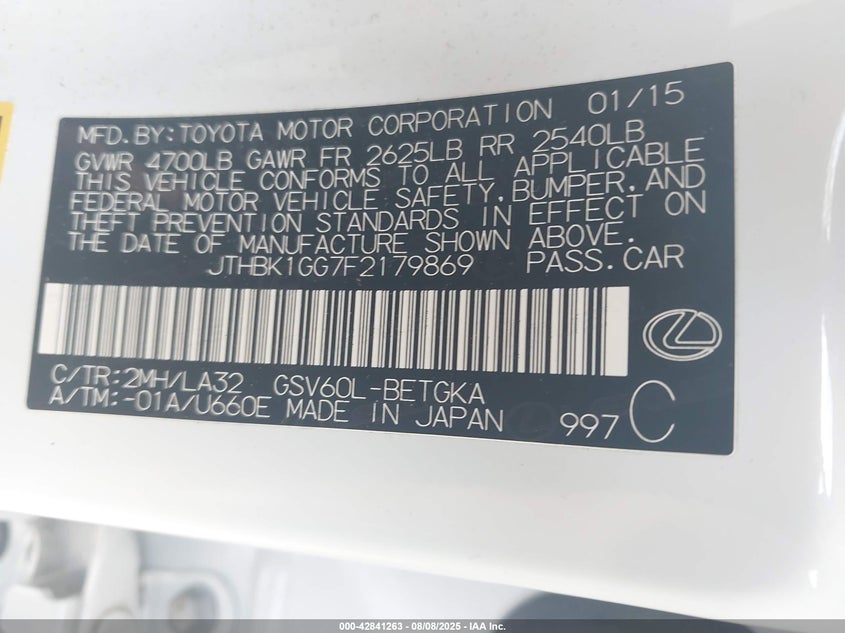 MFD.BY:TOYOTA MOTOR CORPORATION 01/15
GVWR 4700LB GAWR FR 2625LB RR 2540LB
THIS VEHICLE CONFORMS TO ALL APPLICABLE
FEDERAL MOTOR VEHICLE SAFETY,BUMPER,AND
THEFT PREVENTION STANDARDS IN EFFECT ON
THE DATE OF MANUFACTURE SHOWN ABOVE.
JTHBK1GG7F2179869 PASS.CAR
C/TR:2MH/LA32 GSV60L-BETGKA
A/TM:-01A/U660E MADE IN JAPAN 997 C
000-42841263 - 08/08/2025 - IAA Inc.